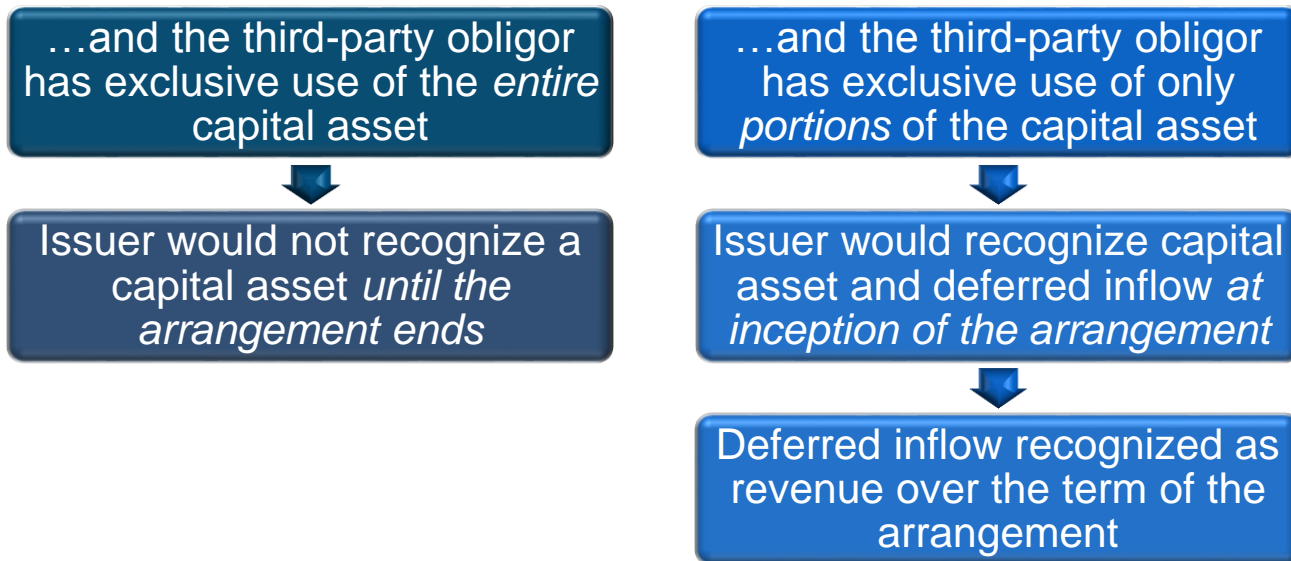 …and the third-party obligor
has exclusive use of the entire
capital asset
Issuer would not recognize a
capital asset until the
arrangement ends
…and the third-party obligor
has exclusive use of only
portions of the capital asset
Issuer would recognize capital
asset and deferred inflow at
inception of the arrangement
Deferred inflow recognized as
revenue over the term of the
arrangement